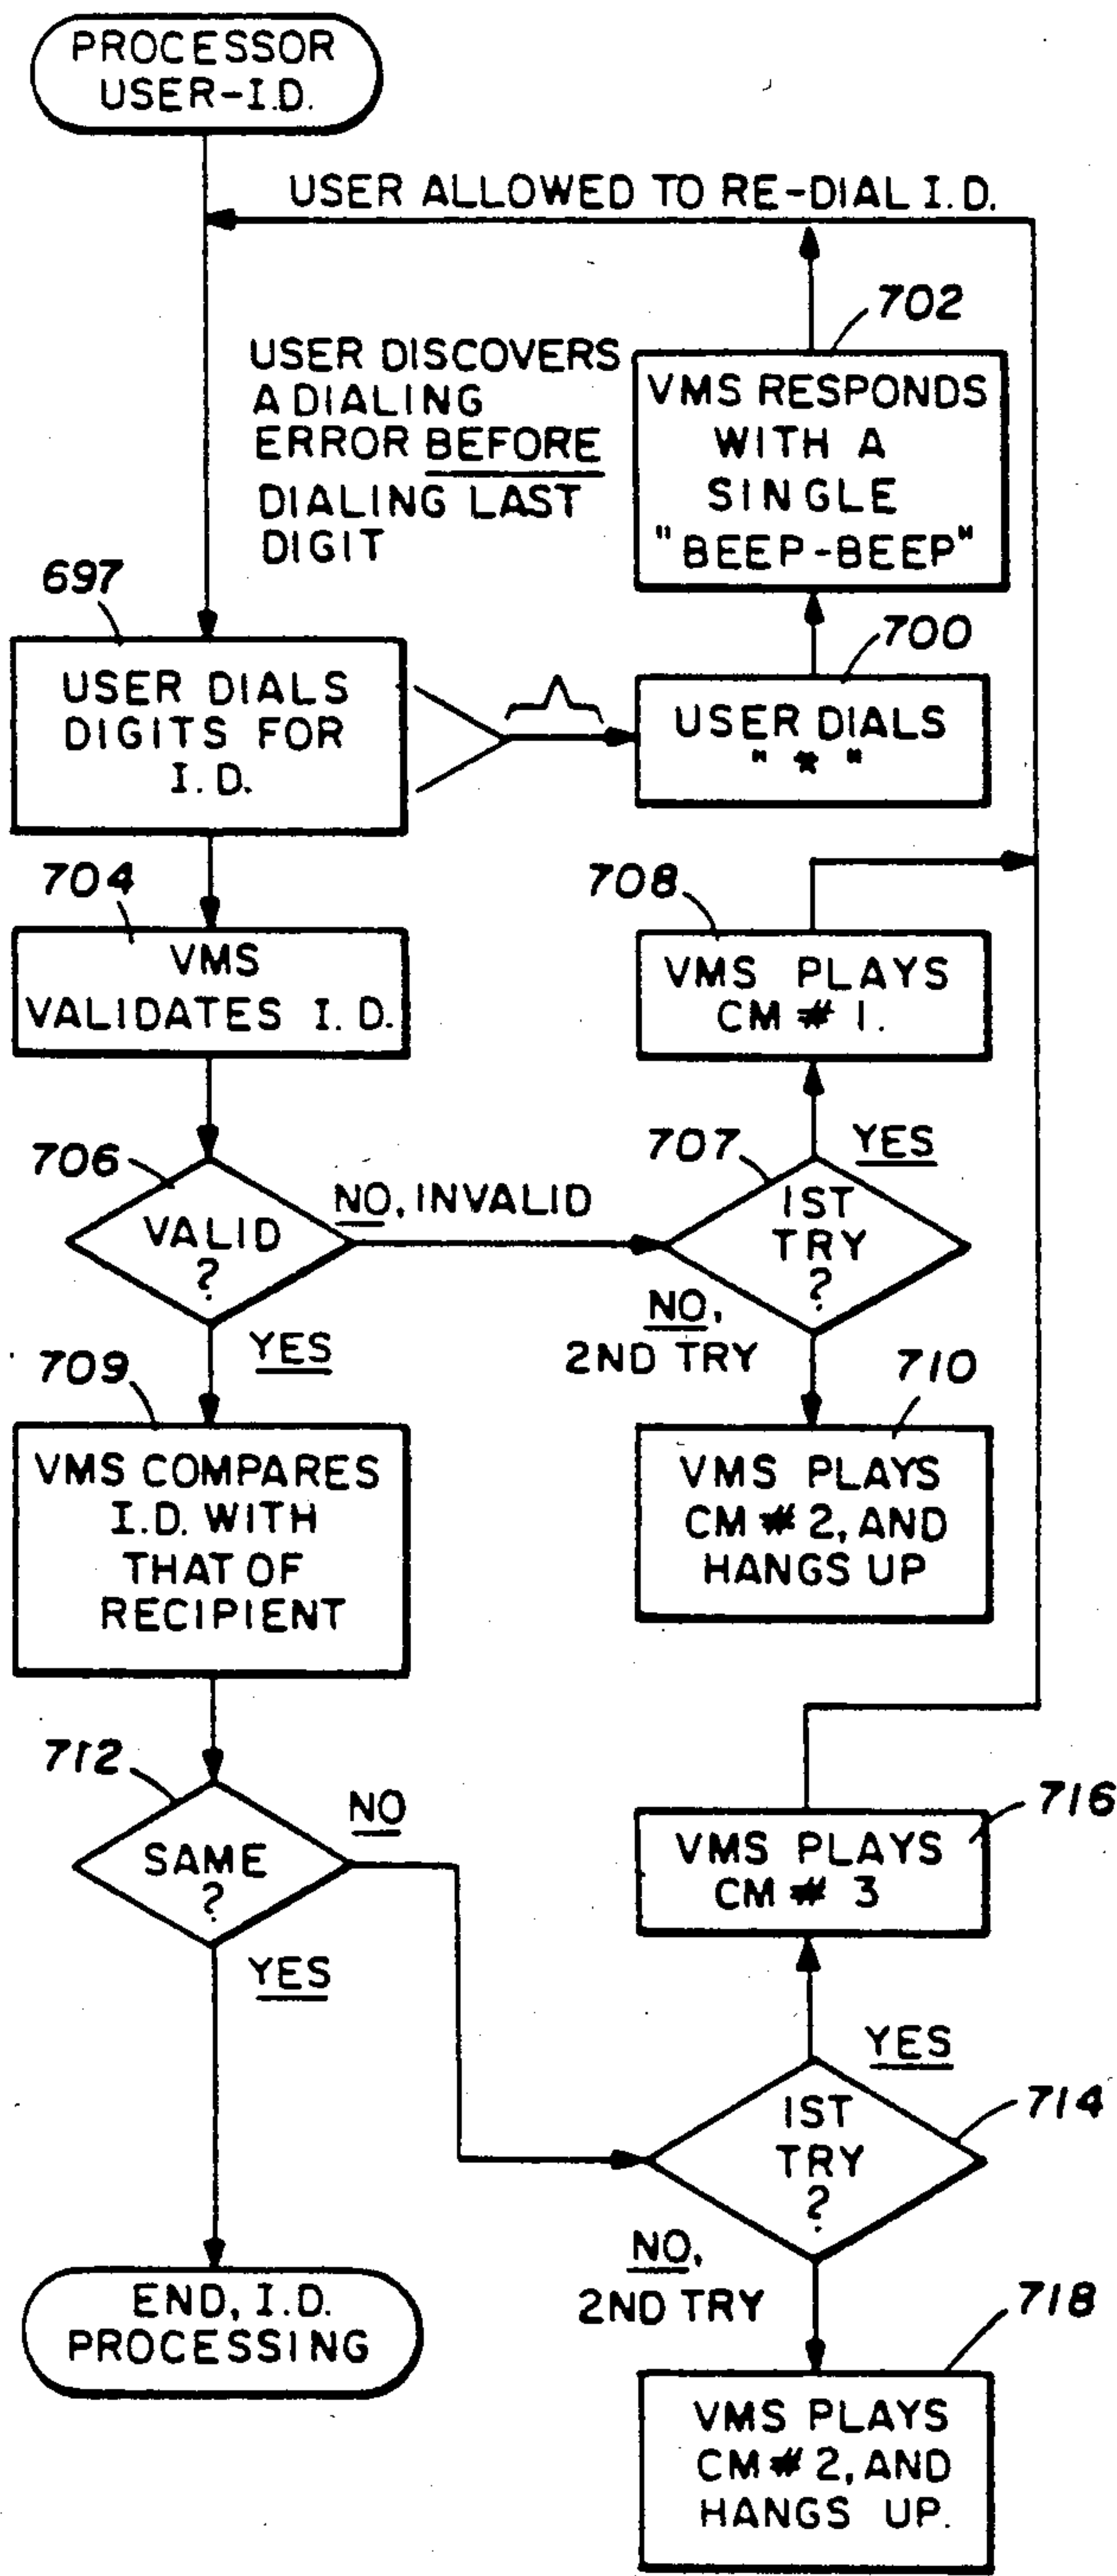 PROCESSOR
USER-I.D.
USER ALLOWED TO RE-DIAL I.D.
702
USER DISCOVERS
A DIALING
ERROR BEFORE
DIALING LAST
DIGIT
VMS RESPONDS
WITH A
SINGLE
"BEEP-BEEP"
697
USER DIALS
DIGITS FOR
I.D.
700
USER DIALS
"*"
704
VMS
VALIDATES I.D.
708
VMS PLAYS
CM # 1.
706
VALID
?
NO, INVALID
707
YES
1ST
TRY
?
NO,
2ND TRY
YES
709
VMS COMPARES
I.D. WITH
THAT OF
RECIPIENT
710
VMS PLAYS
CM # 2, AND
HANGS UP
712
SAME
?
NO
YES
716
VMS PLAYS
CM # 3
YES
714
1ST
TRY
?
NO,
2ND TRY
END, I.D.
PROCESSING
718
VMS PLAYS
CM # 2, AND
HANGS UP.